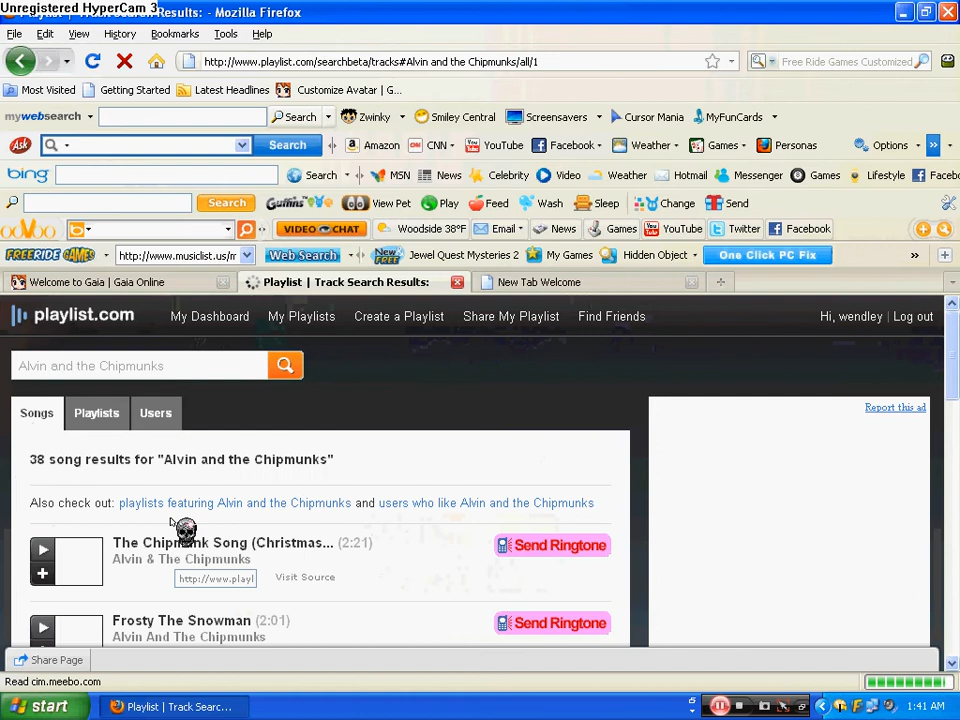 Unregistered HyperCam 3
Track Search Results: - Mozilla Firefox
File Edit View History Bookmarks Tools Help
http://www.playlist.com/searchbeta/tracks#Alvin and the Chipmunks/all/1
Free Ride Games Customized
Most Visited Getting Started Latest Headlines Customize Avatar | G...
mywebsearch Search Zwinky Smiley Central Screensavers Cursor Mania MyFunCards
Ask Search Amazon CNN YouTube Facebook Weather Games Personas Options »
bing Search MSN News Celebrity Video Weather Hotmail Messenger Games Lifestyle Facebo
Search Guffins View Pet Play Feed Wash Sleep Change Send
ooVoo VIDEO CHAT Woodside 38°F Email News Games YouTube Twitter Facebook
FREERIDE GAMES http://www.musiclist.us/m Web Search New Jewel Quest Mysteries 2 My Games Hidden Object One Click PC Fix »
Welcome to Gaia | Gaia Online Playlist | Track Search Results: New Tab Welcome
playlist.com My Dashboard My Playlists Create a Playlist Share My Playlist Find Friends Hi, wendley | Log out
Alvin and the Chipmunks
Songs Playlists Users
Report this ad
38 song results for "Alvin and the Chipmunks"
Also check out: playlists featuring Alvin and the Chipmunks and users who like Alvin and the Chipmunks
The Chipmunk Song (Christmas... (2:21)
Send Ringtone
Alvin & The Chipmunks
http://www.playl Visit Source
Frosty The Snowman (2:01)
Send Ringtone
Alvin And The Chipmunks
Share Page
Read cim.meebo.com
start Playlist | Track Searc... 1:41 AM